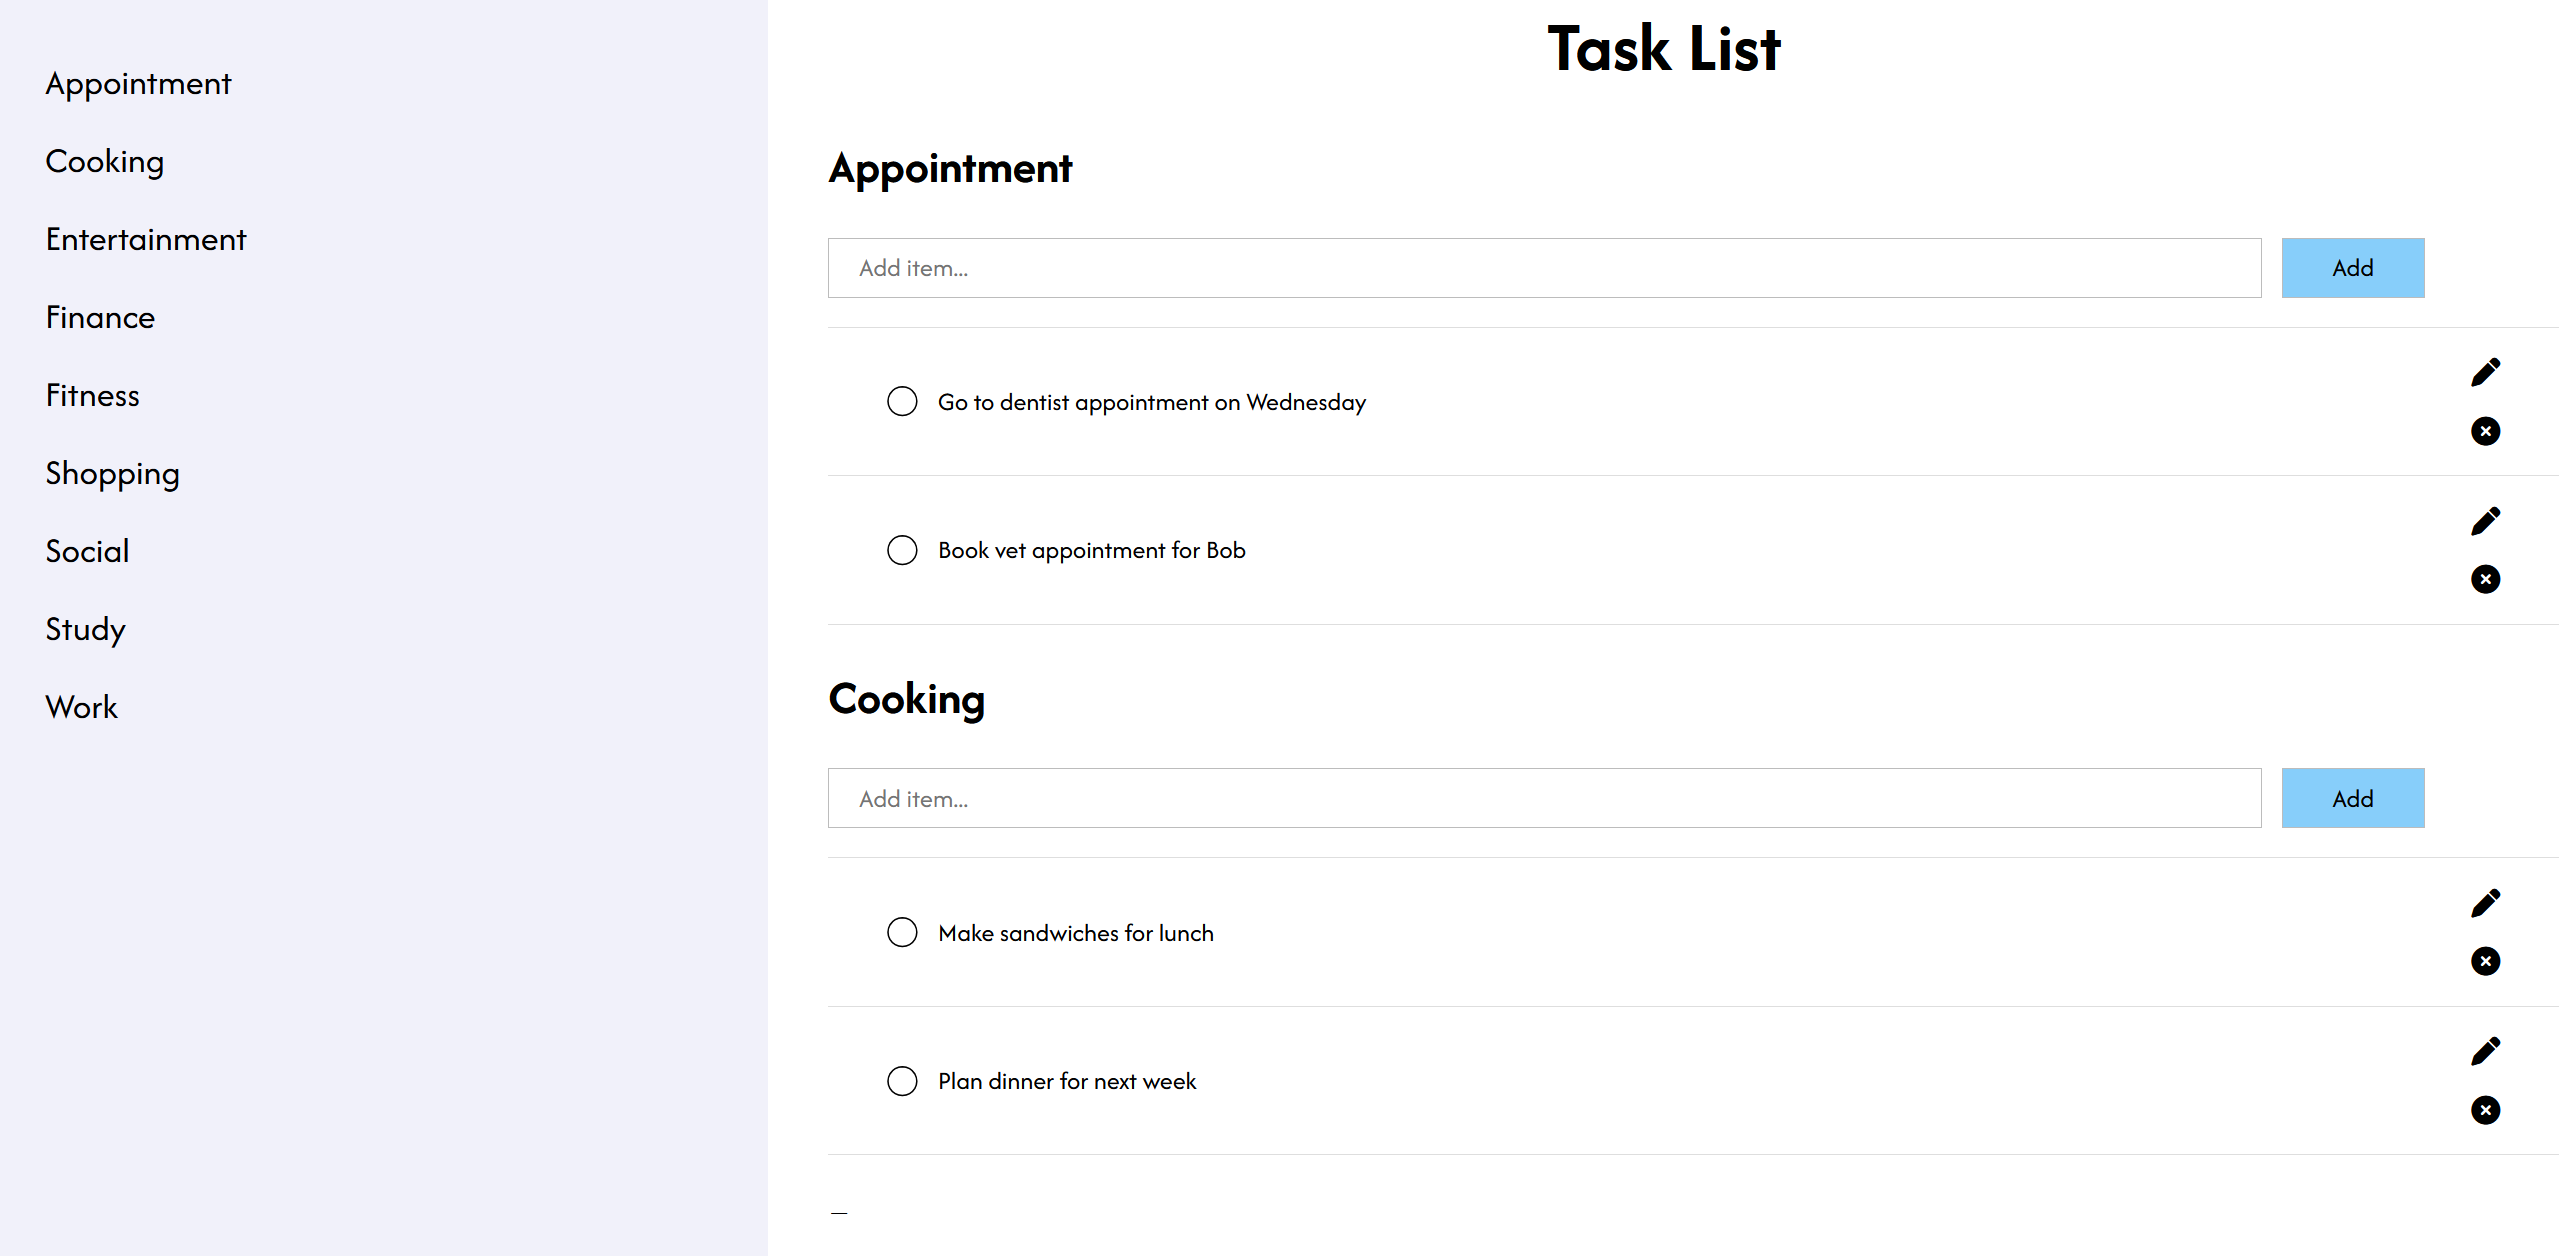 Appointment
Cooking
Entertainment
Finance
Fitness
Shopping
Social
Study
Work
Task List
Appointment
Add item...
Add
Go to dentist appointment on Wednesday
Book vet appointment for Bob
Cooking
Add item...
Add
Make sandwiches for lunch
Plan dinner for next week